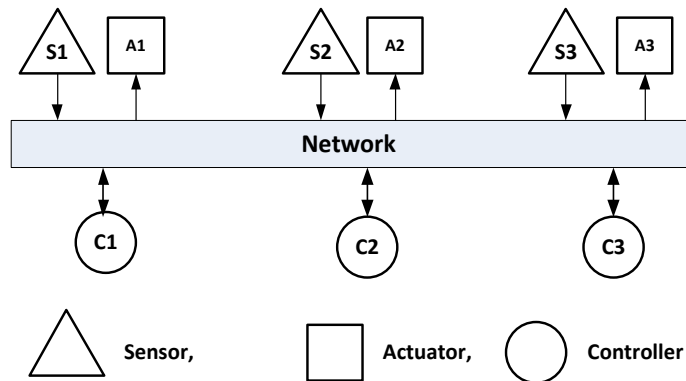 S1 A1 S2 A2 S3 A3
Network
C1 C2 C3
Sensor, Actuator, Controller